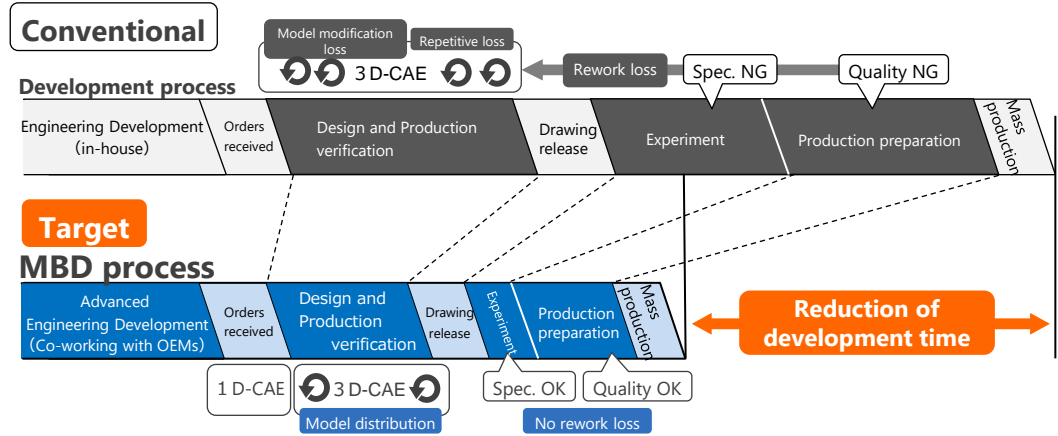 Conventional
Model modification
loss
Repetitive loss
3 D-CAE
Rework loss
Spec. NG
Quality NG
Development process
Engineering Development
(in-house)
Orders
received
Design and Production
verification
Drawing
release
Experiment
Production preparation
Mass
production
Target
MBD process
Advanced
Engineering Development
(Co-working with OEMs)
Orders
received
Design and
Production
verification
Drawing
release
Experiment
Production
preparation
Mass
production
Reduction of
development time
1 D-CAE
3 D-CAE
Spec. OK
Quality OK
Model distribution
No rework loss